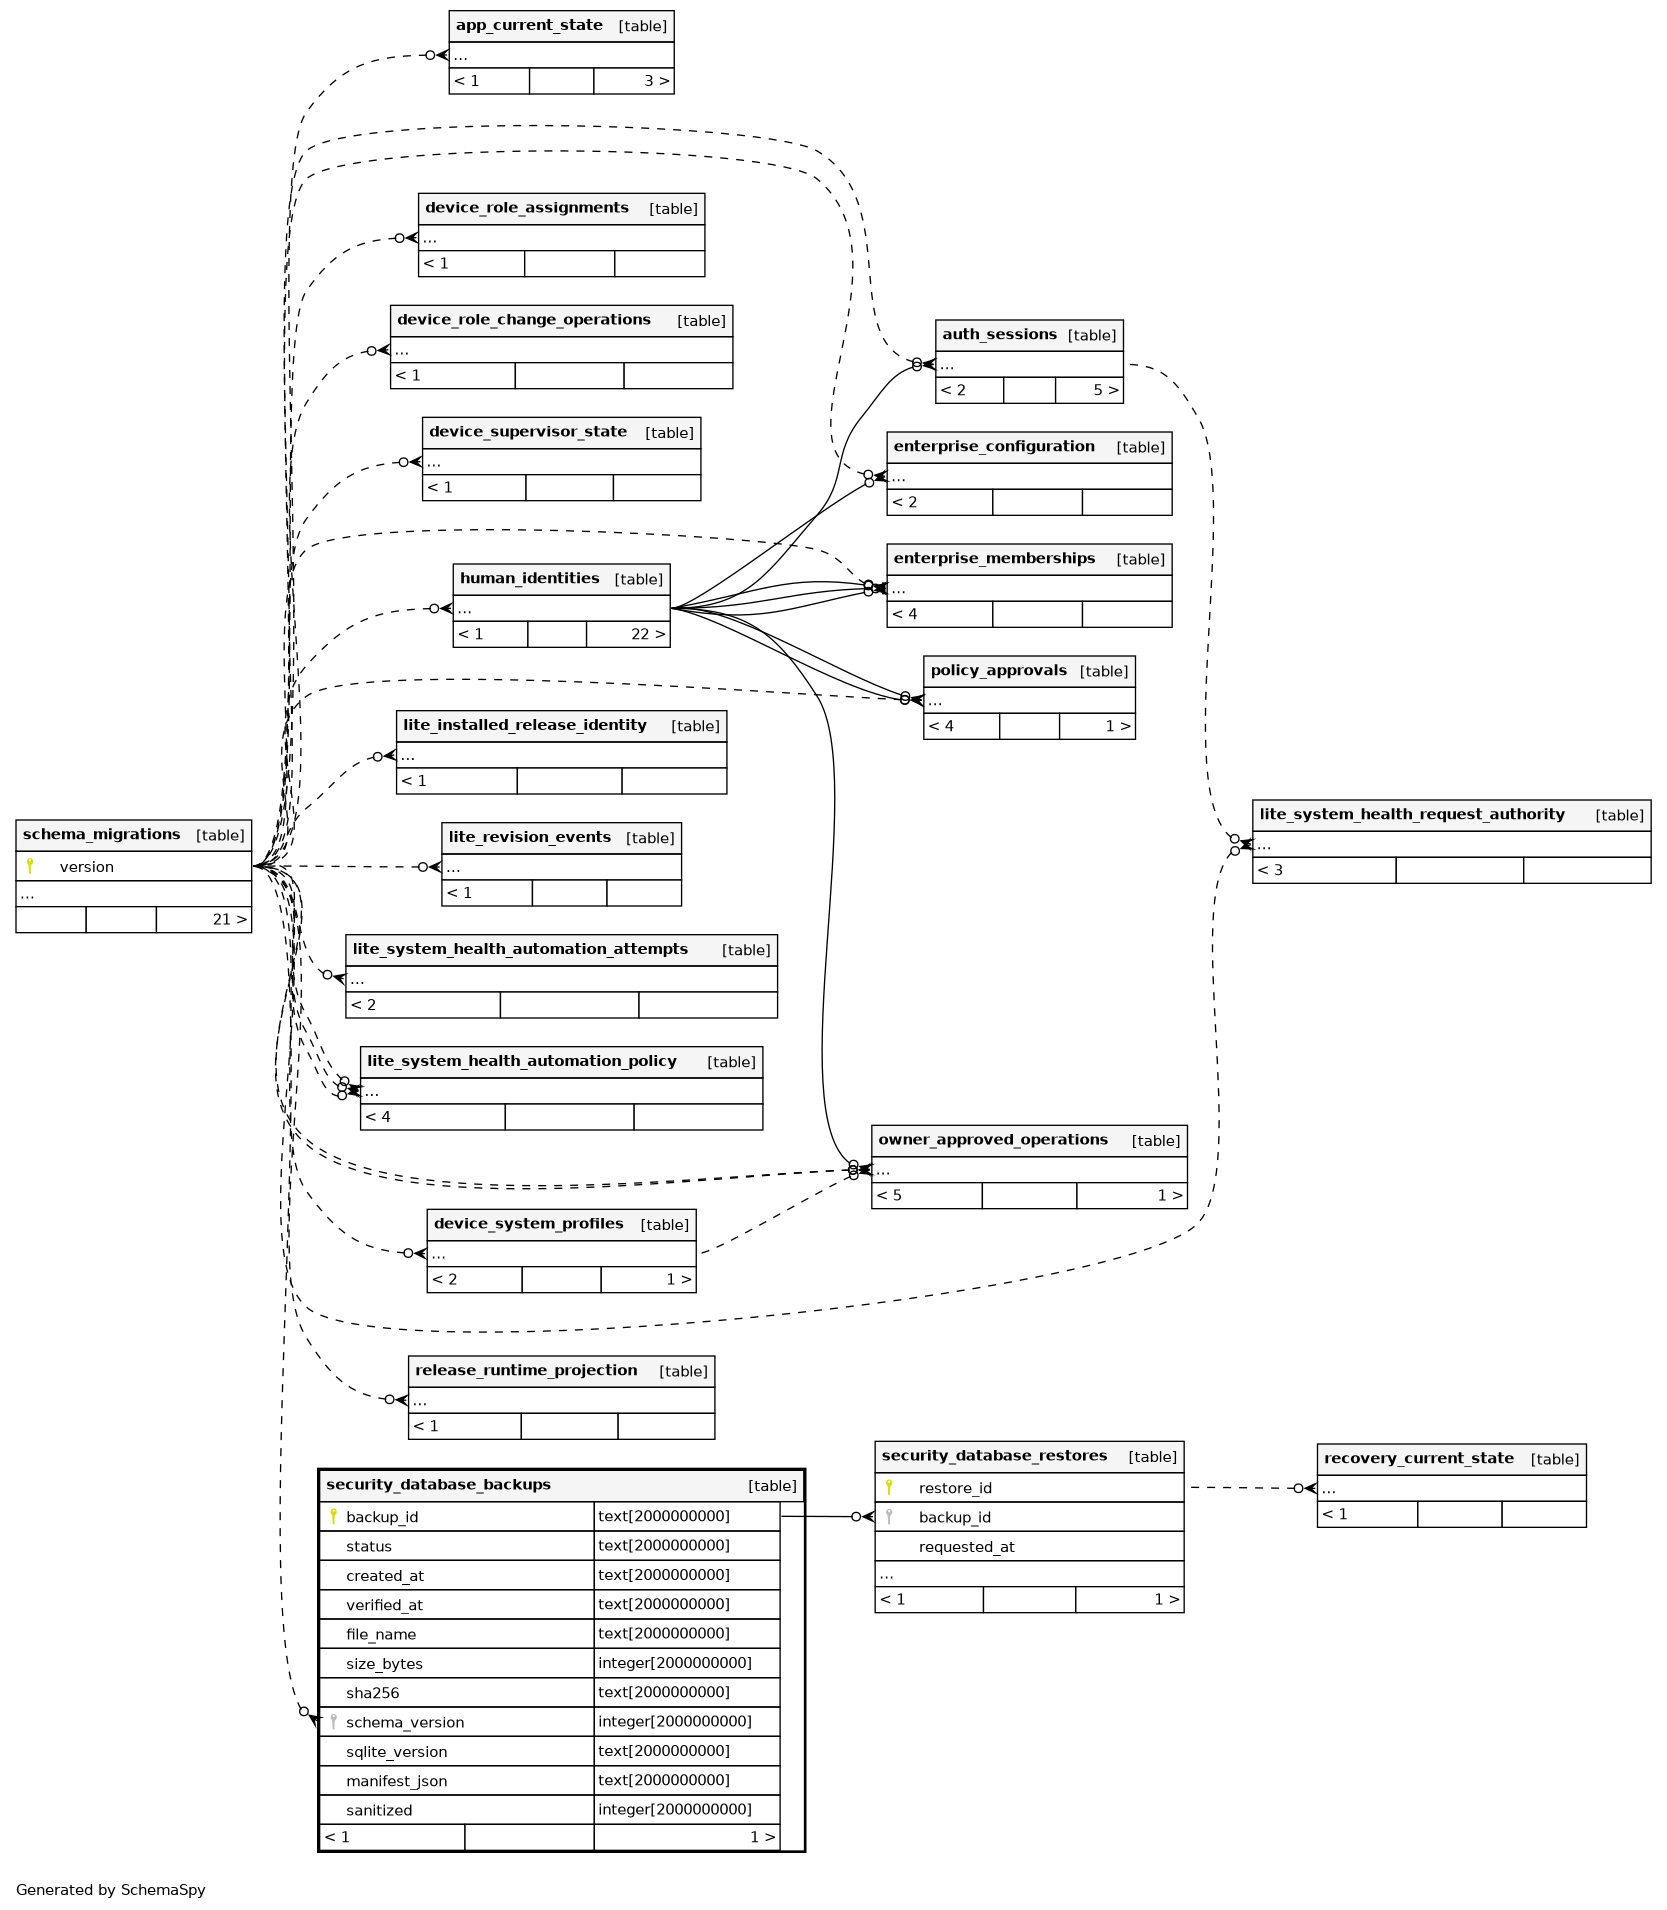 app_current_state [table]
...
< 1 3 >
device_role_assignments [table]
...
< 1
device_role_change_operations [table]
...
< 1
auth_sessions [table]
...
< 2 5 >
device_supervisor_state [table]
...
< 1
enterprise_configuration [table]
...
< 2
human_identities [table]
...
< 1 22 >
enterprise_memberships [table]
...
< 4
policy_approvals [table]
...
< 4 1 >
lite_installed_release_identity [table]
...
< 1
schema_migrations [table]
version
...
21 >
lite_revision_events [table]
...
< 1
lite_system_health_request_authority [table]
...
< 3
lite_system_health_automation_attempts [table]
...
< 2
lite_system_health_automation_policy [table]
...
< 4
owner_approved_operations [table]
...
< 5 1 >
device_system_profiles [table]
...
< 2 1 >
release_runtime_projection [table]
...
< 1
security_database_backups [table]
backup_id text[2000000000]
status text[2000000000]
created_at text[2000000000]
verified_at text[2000000000]
file_name text[2000000000]
size_bytes integer[2000000000]
sha256 text[2000000000]
schema_version integer[2000000000]
sqlite_version text[2000000000]
manifest_json text[2000000000]
sanitized integer[2000000000]
< 1 1 >
security_database_restores [table]
restore_id
backup_id
requested_at
...
< 1 1 >
recovery_current_state [table]
...
< 1
Generated by SchemaSpy